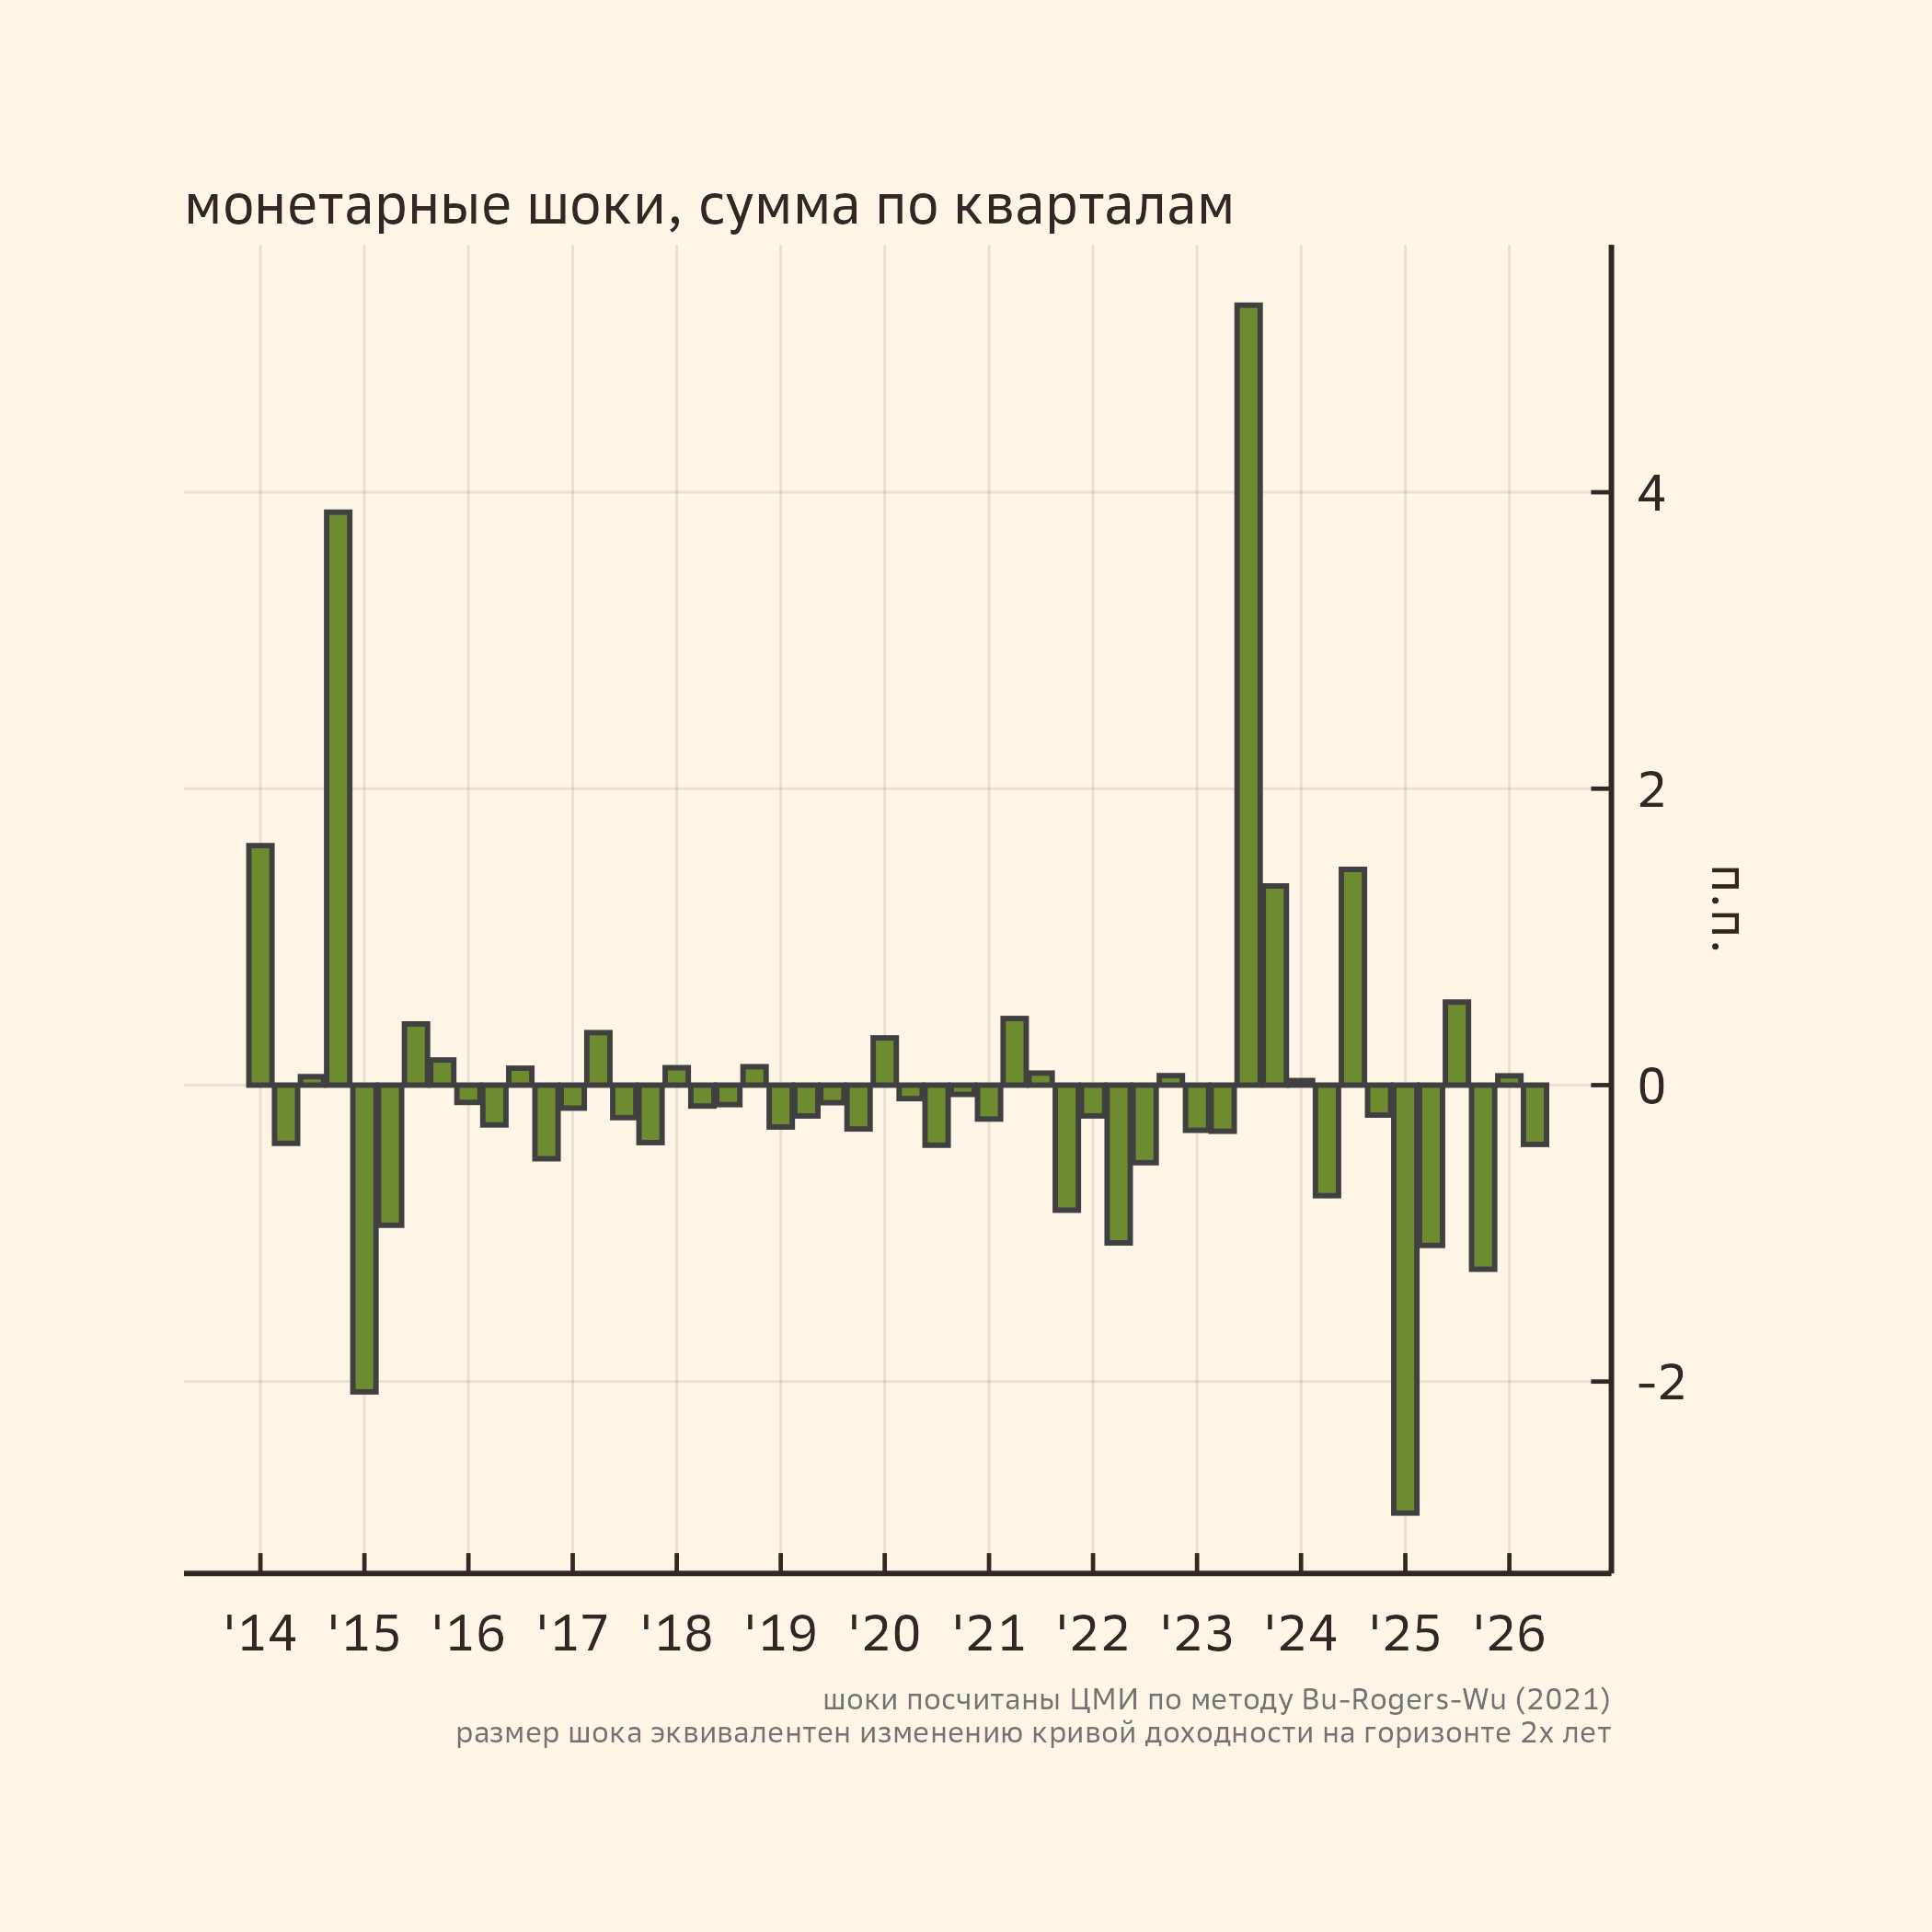 монетарные шоки, сумма по кварталам
4
2
0
-2
п.п.
'14 '15 '16 '17 '18 '19 '20 '21 '22 '23 '24 '25 '26
шоки посчитаны ЦМИ по методу Bu-Rogers-Wu (2021)
размер шока эквивалентен изменению кривой доходности на горизонте 2х лет